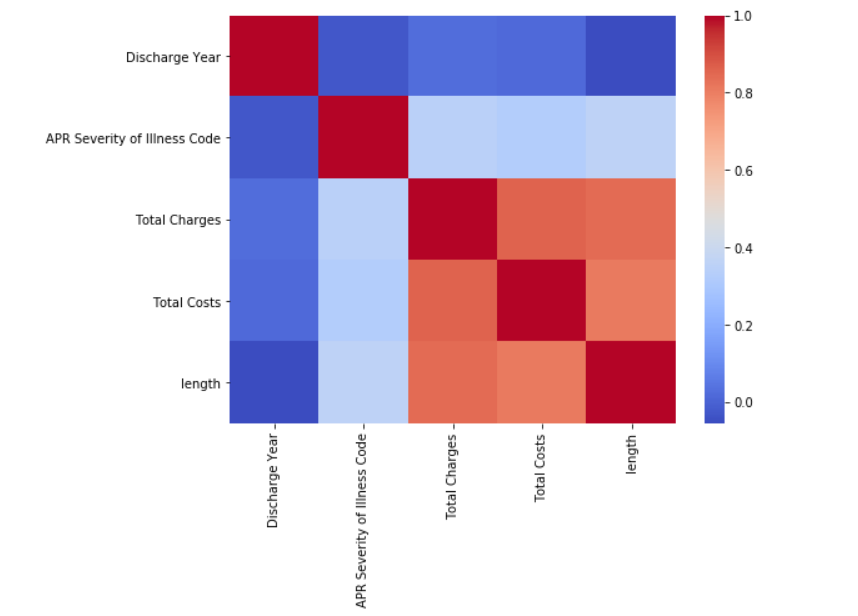 Discharge Year
APR Severity of Illness Code
Total Charges
Total Costs
length
Discharge Year
APR Severity of Illness Code
Total Charges
Total Costs
length
1.0
0.8
0.6
0.4
0.2
0.0